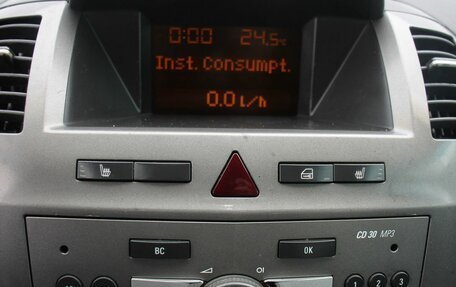 0:00 24.5°c
Inst.Consumpt.
0.0 L/h
CD 30 MP3
BC OK
1 2 3